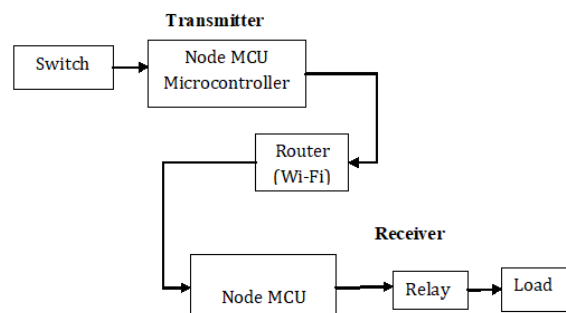 Transmitter
Switch
Node MCU
Microcontroller
Router
(Wi-Fi)
Receiver
Node MCU
Relay
Load